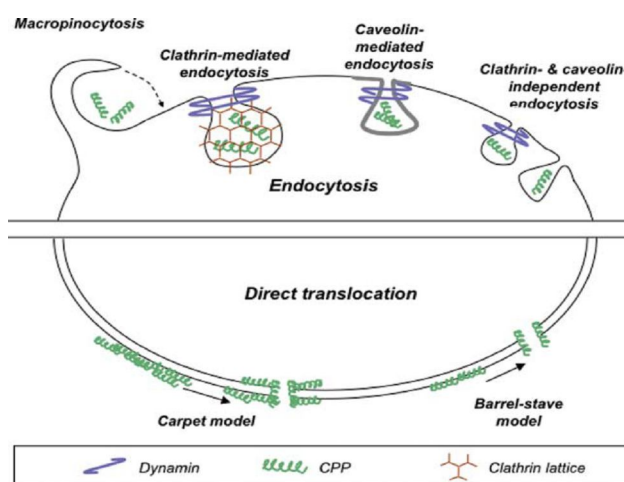 Macropinocytosis
Clathrin-mediated
endocytosis
Caveolin-
mediated
endocytosis
Clathrin- & caveolin-
independent
endocytosis
Endocytosis
Direct translocation
Carpet model
Barrel-stave
model
Dynamin
CPP
Clathrin lattice